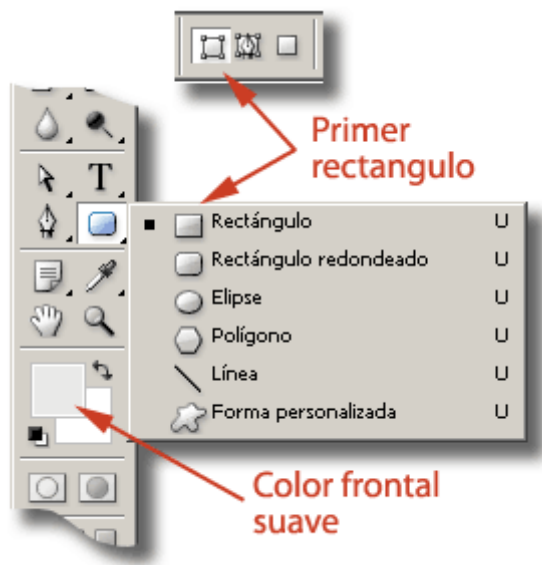 Primer
rectangulo
T
Rectángulo U
Rectángulo redondeado U
Elipse U
Polígono U
Línea U
Forma personalizada U
Color frontal
suave